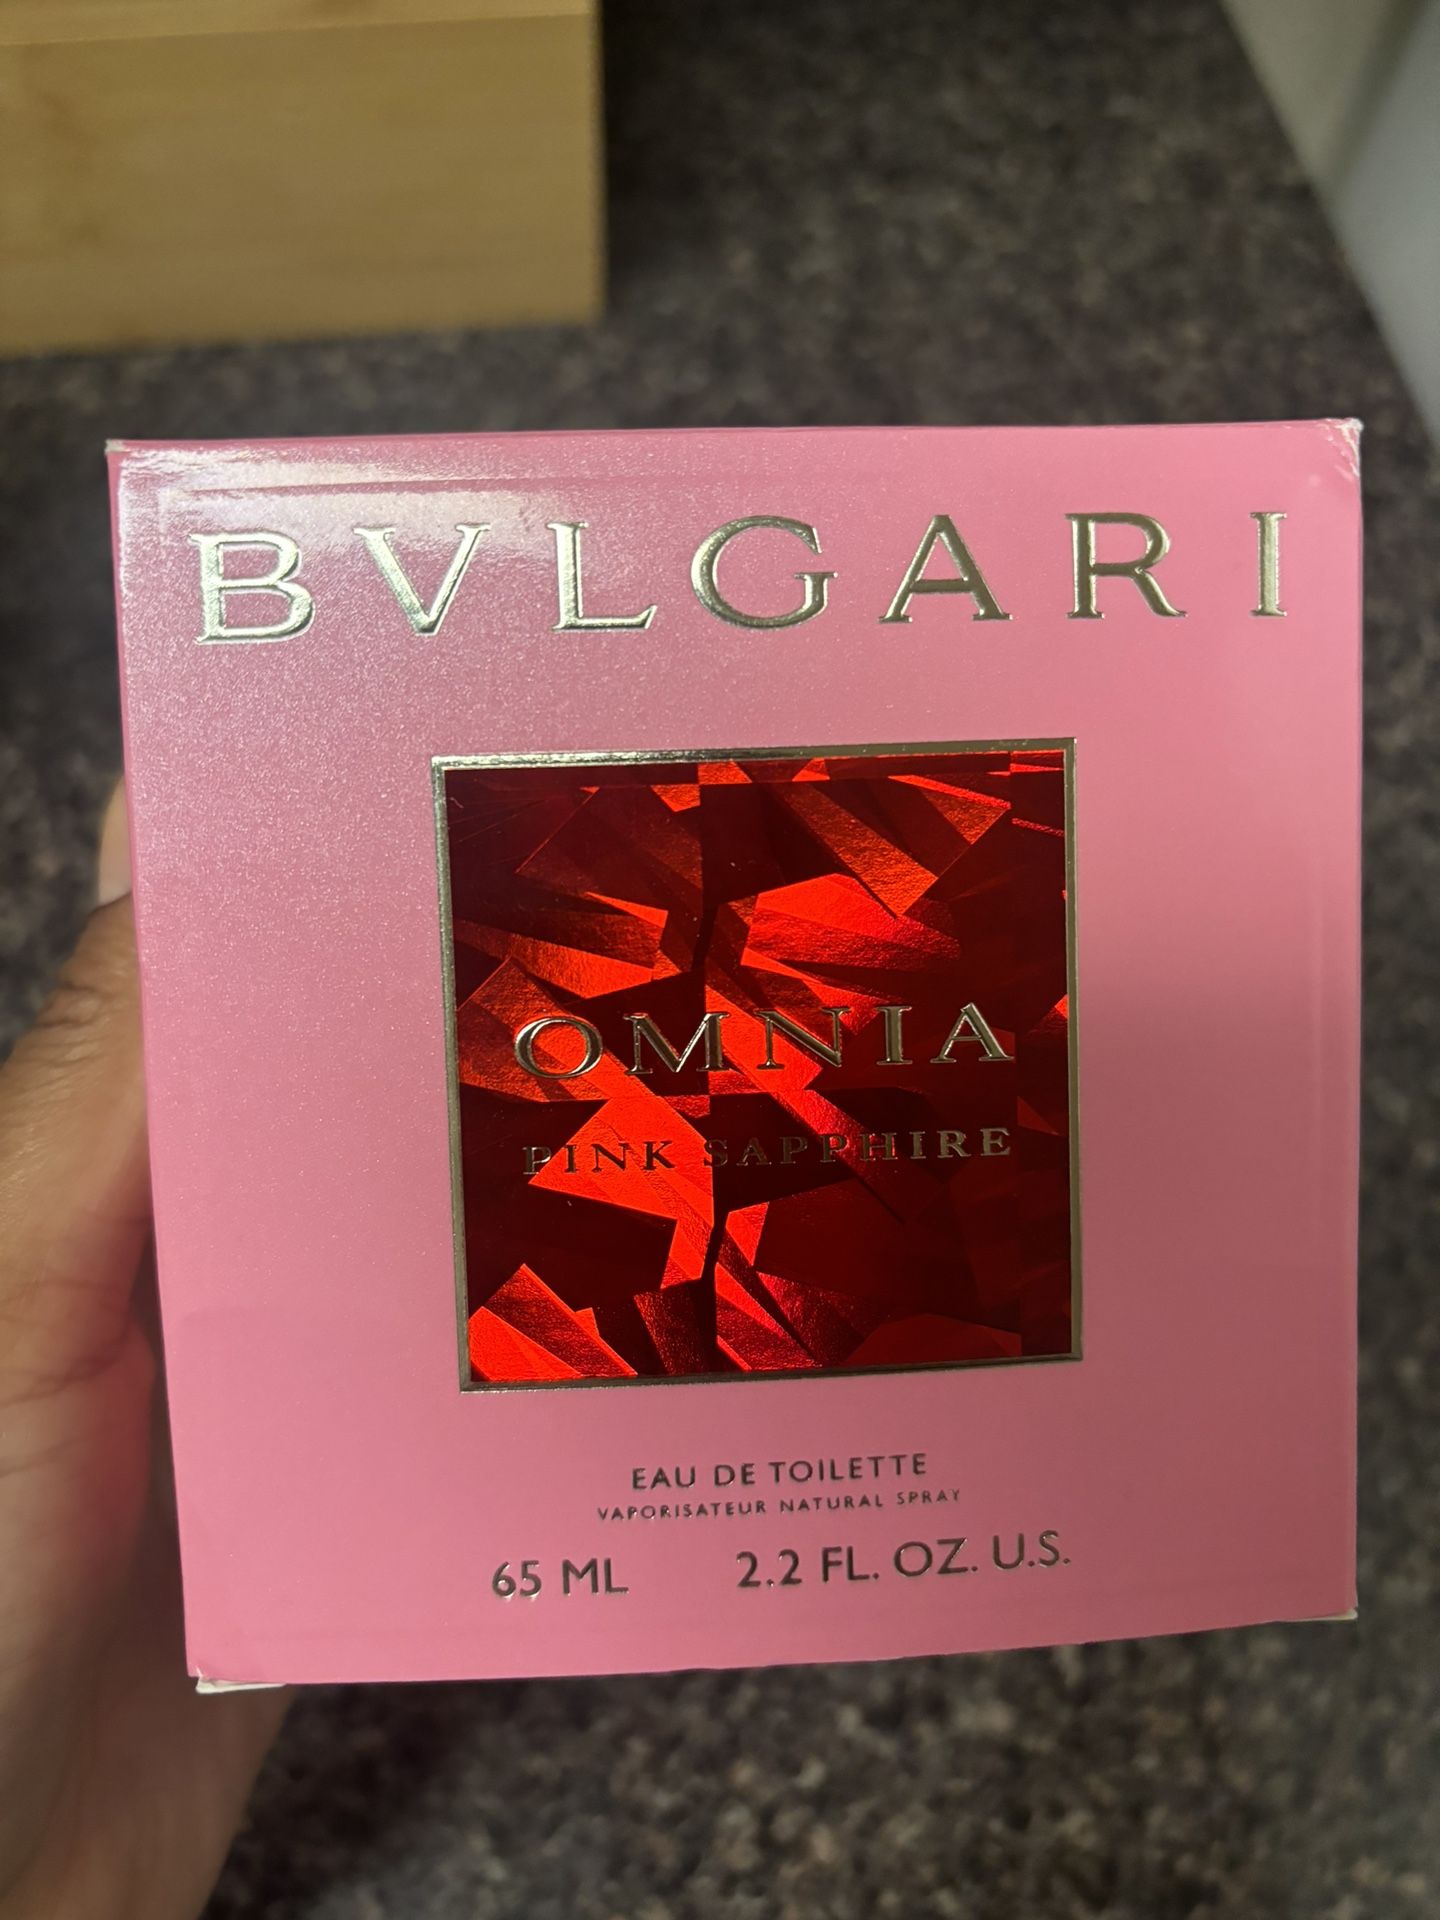 BVLGARI
OMNIA
PINK SAPPHIRE
EAU DE TOILETTE
VAPORISATEUR NATURAL SPRAY
65 ML 2.2 FL. OZ. U.S.